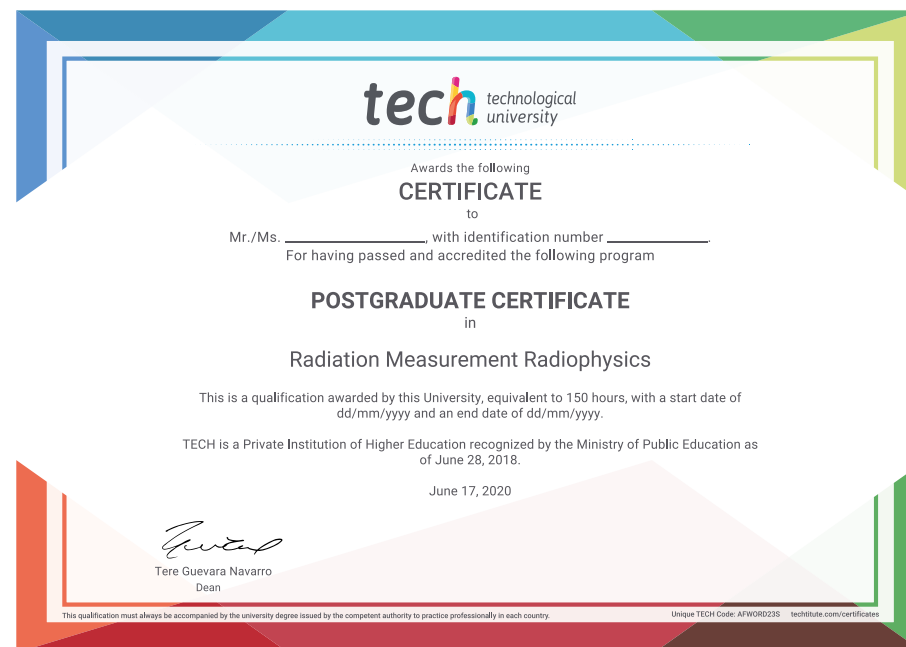 tech technological
university
Awards the following
CERTIFICATE
to
Mr./Ms. ____________________, with identification number ______________.
For having passed and accredited the following program
POSTGRADUATE CERTIFICATE
in
Radiation Measurement Radiophysics
This is a qualification awarded by this University, equivalent to 150 hours, with a start date of
dd/mm/yyyy and an end date of dd/mm/yyyy.
TECH is a Private Institution of Higher Education recognized by the Ministry of Public Education as
of June 28, 2018.
June 17, 2020
Tere Guevara Navarro
Dean
This qualification must always be accompanied by the university degree issued by the competent authority to practice professionally in each country.
Unique TECH Code: AFWORD23S techtitute.com/certificates